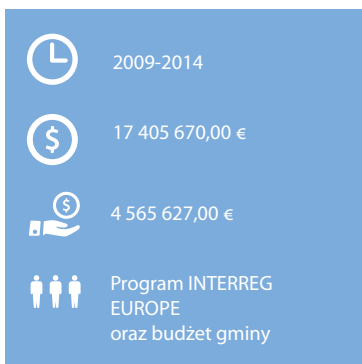 2009-2014
17 405 670,00 €
4 565 627,00 €
Program INTERREG
EUROPE
oraz budżet gminy